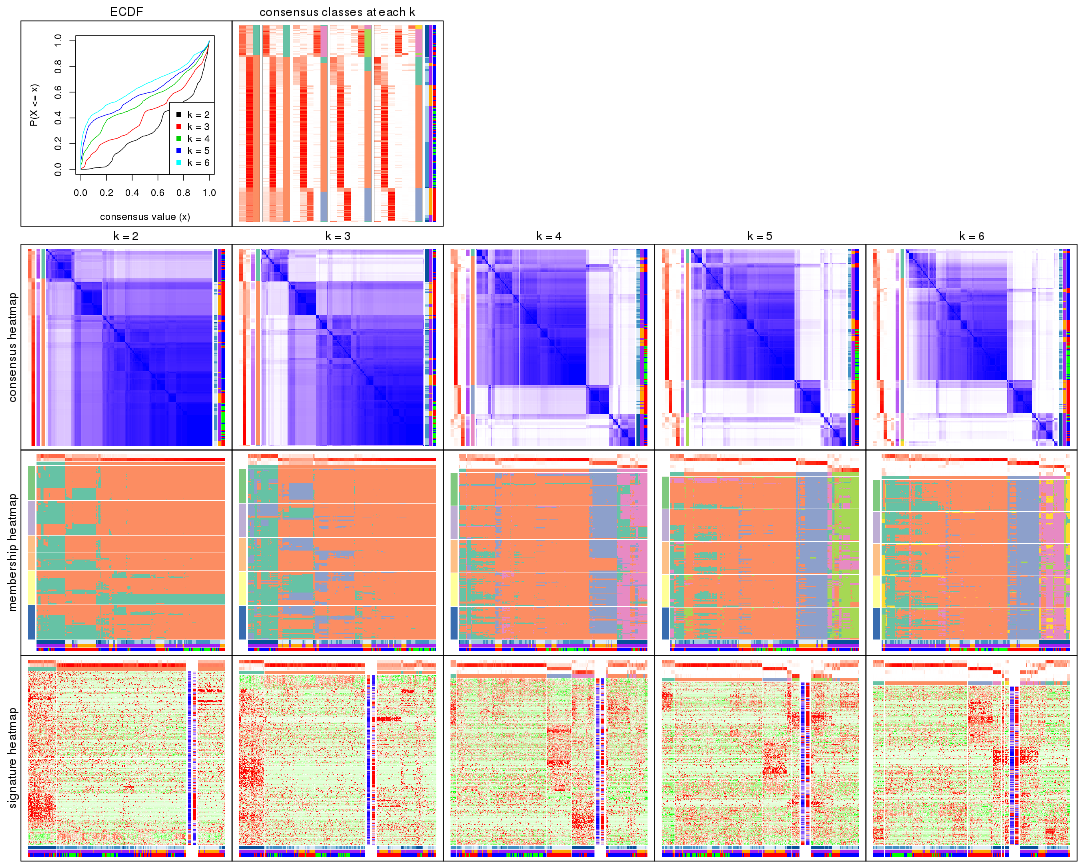 ECDF
consensus classes at each k
P(X <= x)
1.0
0.8
0.6
0.4
0.2
0.0
k = 2
k = 3
k = 4
k = 5
k = 6
0.0 0.2 0.4 0.6 0.8 1.0
consensus value (x)
k = 2
k = 3
k = 4
k = 5
k = 6
consensus heatmap
membership heatmap
signature heatmap